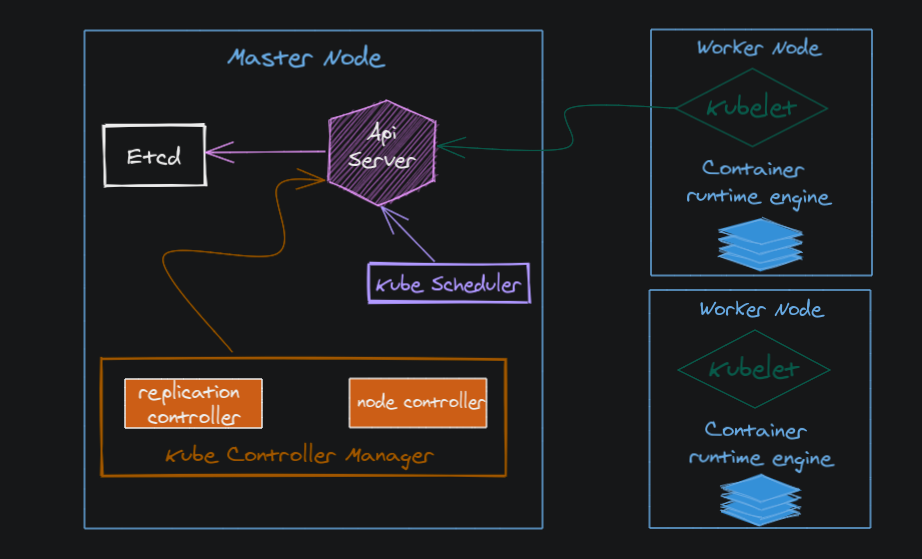 Master Node
Etcd
Api
Server
Kube Scheduler
replication
controller
node controller
Kube Controller Manager
Worker Node
Kubelet
Container
runtime engine
Worker Node
Kubelet
Container
runtime engine